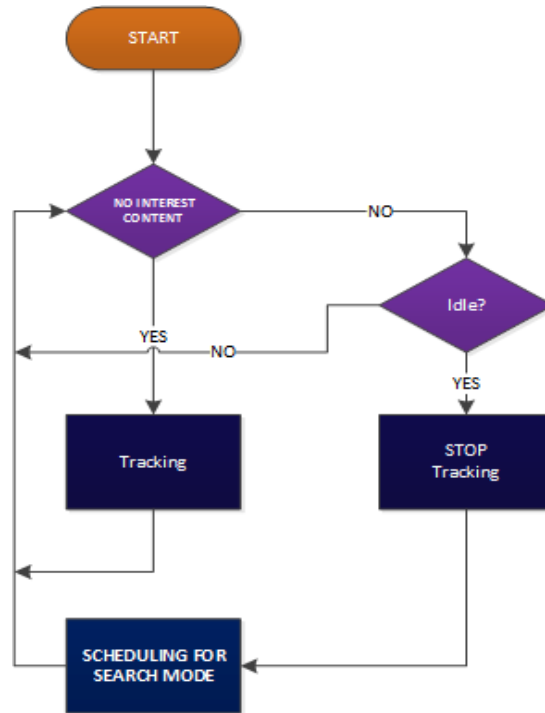 START
NO INTEREST
CONTENT
NO
Idle?
YES
NO
YES
Tracking
STOP
Tracking
SCHEDULING FOR
SEARCH MODE